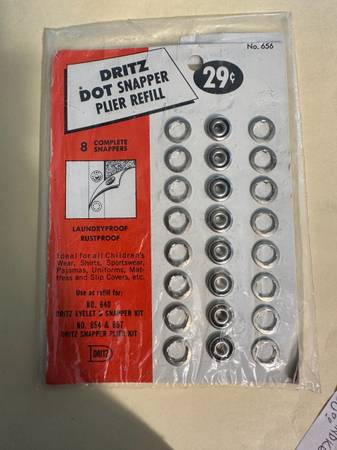 No. 656
DRITZ
DOT SNAPPER
PLIER REFILL
29¢
8 COMPLETE
SNAPPERS
LAUNDRYPROOF
RUSTPROOF
Ideal for all Children's
Wear, Shirts, Sportswear,
Pajamas, Uniforms, Mat-
tress and Slip Covers, etc.
Use as refill for:
NO. 640
DRITZ EYELET & SNAPPER KIT
NO. 654 & 657
DRITZ SNAPPER PLIER KIT
DRITZ